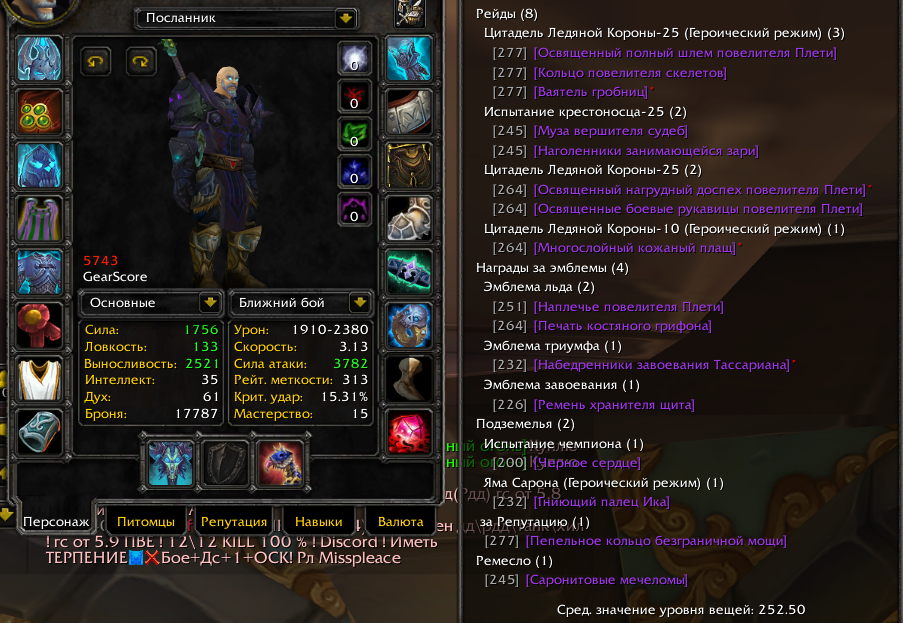 Посланник
0
0
0
0
0
5743
GearScore
Основные
Ближний бой
Сила: 1756
Ловкость: 133
Выносливость: 2521
Интеллект: 35
Дух: 61
Броня: 17787
Урон: 1910-2380
Скорость: 3.13
Сила атаки: 3782
Рейт. меткости: 313
Крит. удар: 15.31%
Мастерство: 15
Персонаж
Питомцы
Репутация
Навыки
Валюта
! гс от 5.9 ПВЕ ! 12\12 KILL 100 % ! Discord ! Иметь
ТЕРПЕНИЕ Бое+Дс+1+ОСК! Рл Misspleace
Рейды (8)
Цитадель Ледяной Короны-25 (Героический режим) (3)
[277] [Освященный полный шлем повелителя Плети]
[277] [Кольцо повелителя скелетов]
[277] [Ваятель гробниц]*
Испытание крестоносца-25 (2)
[245] [Муза вершителя судеб]
[245] [Наголенники занимающейся зари]
Цитадель Ледяной Короны-25 (2)
[264] [Освященный нагрудный доспех повелителя Плети]*
[264] [Освященные боевые рукавицы повелителя Плети]
Цитадель Ледяной Короны-10 (Героический режим) (1)
[264] [Многослойный кожаный плащ]*
Награды за эмблемы (4)
Эмблема льда (2)
[251] [Наплечье повелителя Плети]
[264] [Печать костяного грифона]
Эмблема триумфа (1)
[232] [Набедренники завоевания Тассариана]*
Эмблема завоевания (1)
[226] [Ремень хранителя щита]
Подземелья (2)
Испытание чемпиона (1)
[200] [Черное сердце]
Яма Сарона (Героический режим) (1)
[232] [Гниющий палец Ика]
за Репутацию (1)
[277] [Пепельное кольцо безграничной мощи]
Ремесло (1)
[245] [Саронитовые мечеломы]
Сред. значение уровня вещей: 252.50